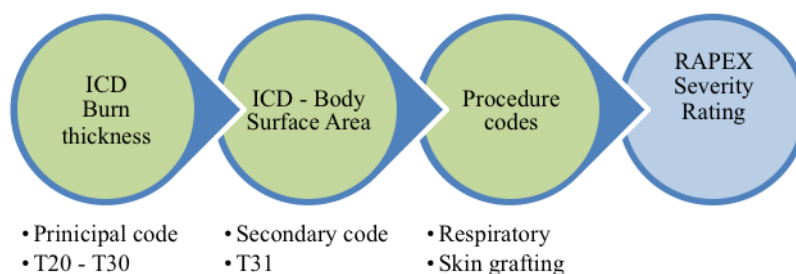 ICD
Burn
thickness
ICD - Body
Surface Area
Procedure
codes
RAPEX
Severity
Rating
• Prinicipal code
• T20 - T30
• Secondary code
• T31
• Respiratory
• Skin grafting